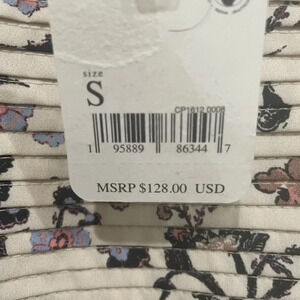 size
S
CP1612 0008
1 95889 86344 7
MSRP $128.00 USD